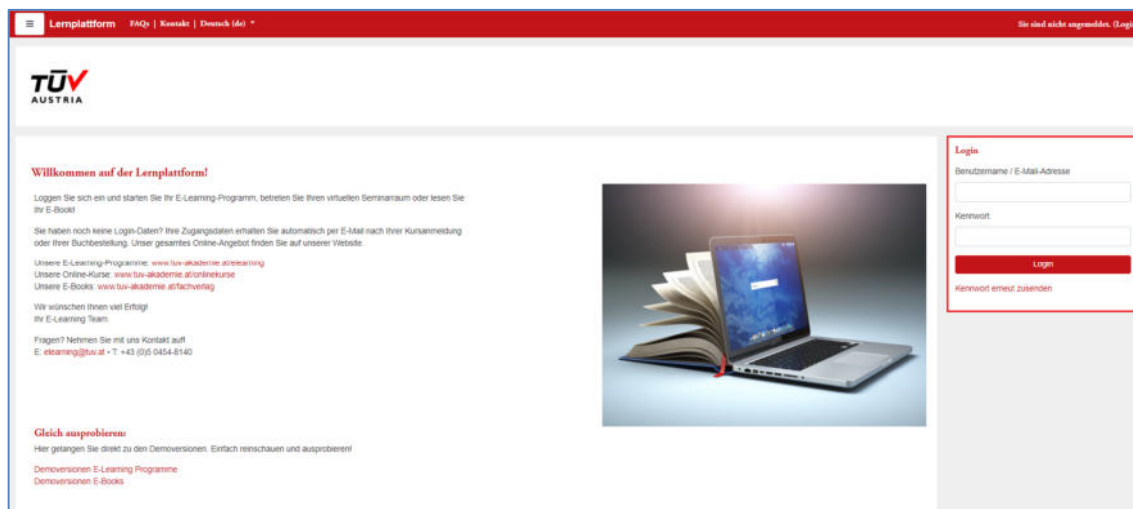 ≡ Lernplattform FAQs | Kontakt | Deutsch (de)
Sie sind nicht angemeldet. (Login
TÜV
AUSTRIA
Willkommen auf der Lernplattform!
Loggen Sie sich ein und starten Sie Ihr E-Learning-Programm, betreten Sie Ihren virtuellen Seminarraum oder lesen Sie
Ihr E-Book!
Sie haben noch keine Login-Daten? Ihre Zugangsdaten erhalten Sie automatisch per E-Mail nach Ihrer Kursanmeldung
oder Ihrer Buchbestellung. Unser gesamtes Online-Angebot finden Sie auf unserer Website.
Unsere E-Learning-Programme: www.tuv-akademie.at/elearning
Unsere Online-Kurse: www.tuv-akademie.at/onlinekurse
Unsere E-Books: www.tuv-akademie.at/fachverlag
Wir wünschen Ihnen viel Erfolg!
Ihr E-Learning Team
Fragen? Nehmen Sie mit uns Kontakt auf!
E: elearning@tuv.at • T: +43 (0)5 0454-8140
Gleich ausprobieren:
Hier gelangen Sie direkt zu den Demoversionen. Einfach reinschauen und ausprobieren!
Demoversionen E-Learning Programme
Demoversionen E-Books
Login
Benutzername / E-Mail-Adresse
Kennwort
Login
Kennwort erneut zusenden